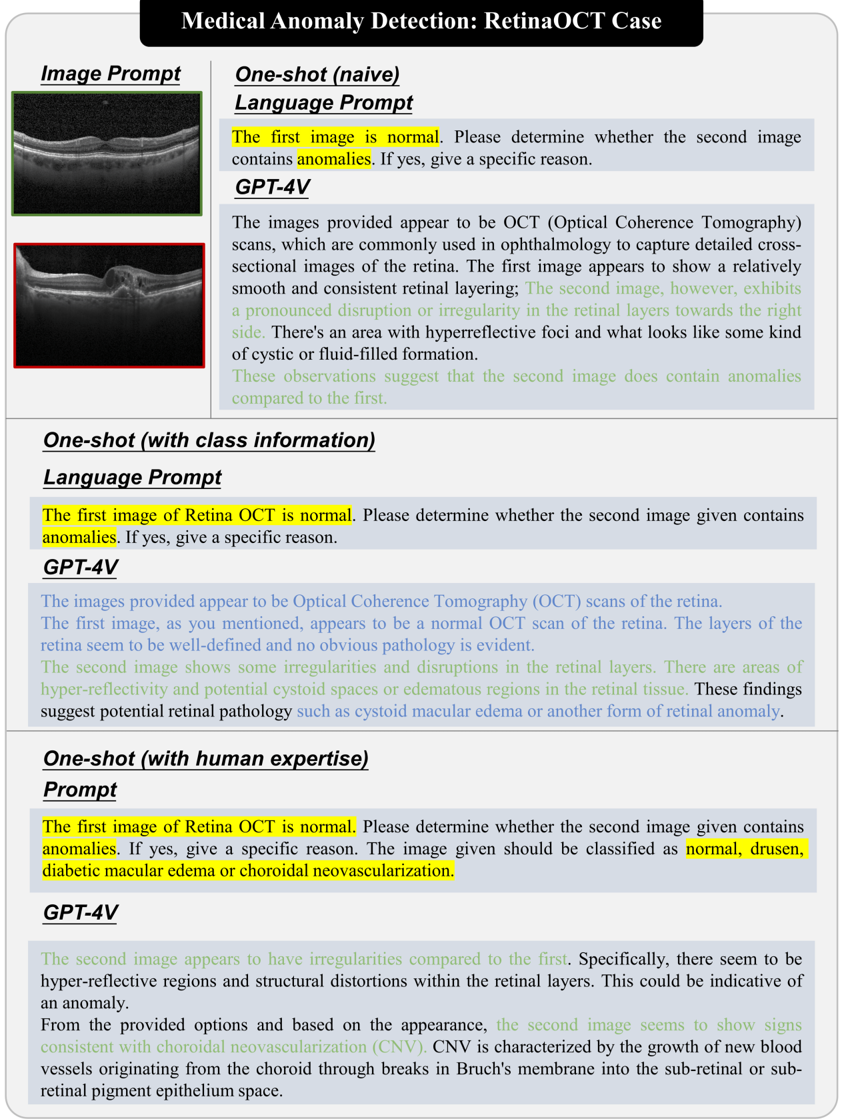 Medical Anomaly Detection: RetinaOCT Case
Image Prompt
One-shot (naive)
Language Prompt
The first image is normal. Please determine whether the second image
contains anomalies. If yes, give a specific reason.
GPT-4V
The images provided appear to be OCT (Optical Coherence Tomography)
scans, which are commonly used in ophthalmology to capture detailed cross-
sectional images of the retina. The first image appears to show a relatively
smooth and consistent retinal layering; The second image, however, exhibits
a pronounced disruption or irregularity in the retinal layers towards the right
side. There's an area with hyperreflective foci and what looks like some kind
of cystic or fluid-filled formation.
These observations suggest that the second image does contain anomalies
compared to the first.
One-shot (with class information)
Language Prompt
The first image of Retina OCT is normal. Please determine whether the second image given contains
anomalies. If yes, give a specific reason.
GPT-4V
The images provided appear to be Optical Coherence Tomography (OCT) scans of the retina.
The first image, as you mentioned, appears to be a normal OCT scan of the retina. The layers of the
retina seem to be well-defined and no obvious pathology is evident.
The second image shows some irregularities and disruptions in the retinal layers. There are areas of
hyper-reflectivity and potential cystoid spaces or edematous regions in the retinal tissue. These findings
suggest potential retinal pathology such as cystoid macular edema or another form of retinal anomaly.
One-shot (with human expertise)
Prompt
The first image of Retina OCT is normal. Please determine whether the second image given contains
anomalies. If yes, give a specific reason. The image given should be classified as normal, drusen,
diabetic macular edema or choroidal neovascularization.
GPT-4V
The second image appears to have irregularities compared to the first. Specifically, there seem to be
hyper-reflective regions and structural distortions within the retinal layers. This could be indicative of
an anomaly.
From the provided options and based on the appearance, the second image seems to show signs
consistent with choroidal neovascularization (CNV). CNV is characterized by the growth of new blood
vessels originating from the choroid through breaks in Bruch's membrane into the sub-retinal or sub-
retinal pigment epithelium space.